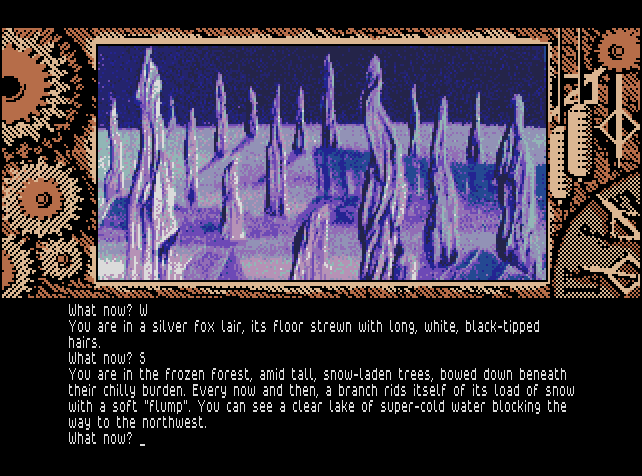 What now? W
You are in a silver fox lair, its floor strewn with long, white, black-tipped
hairs.
What now? S
You are in the frozen forest, amid tall, snow-laden trees, bowed down beneath
their chilly burden. Every now and then, a branch rids itself of its load of snow
with a soft "flump". You can see a clear lake of super-cold water blocking the
way to the northwest.
What now? _